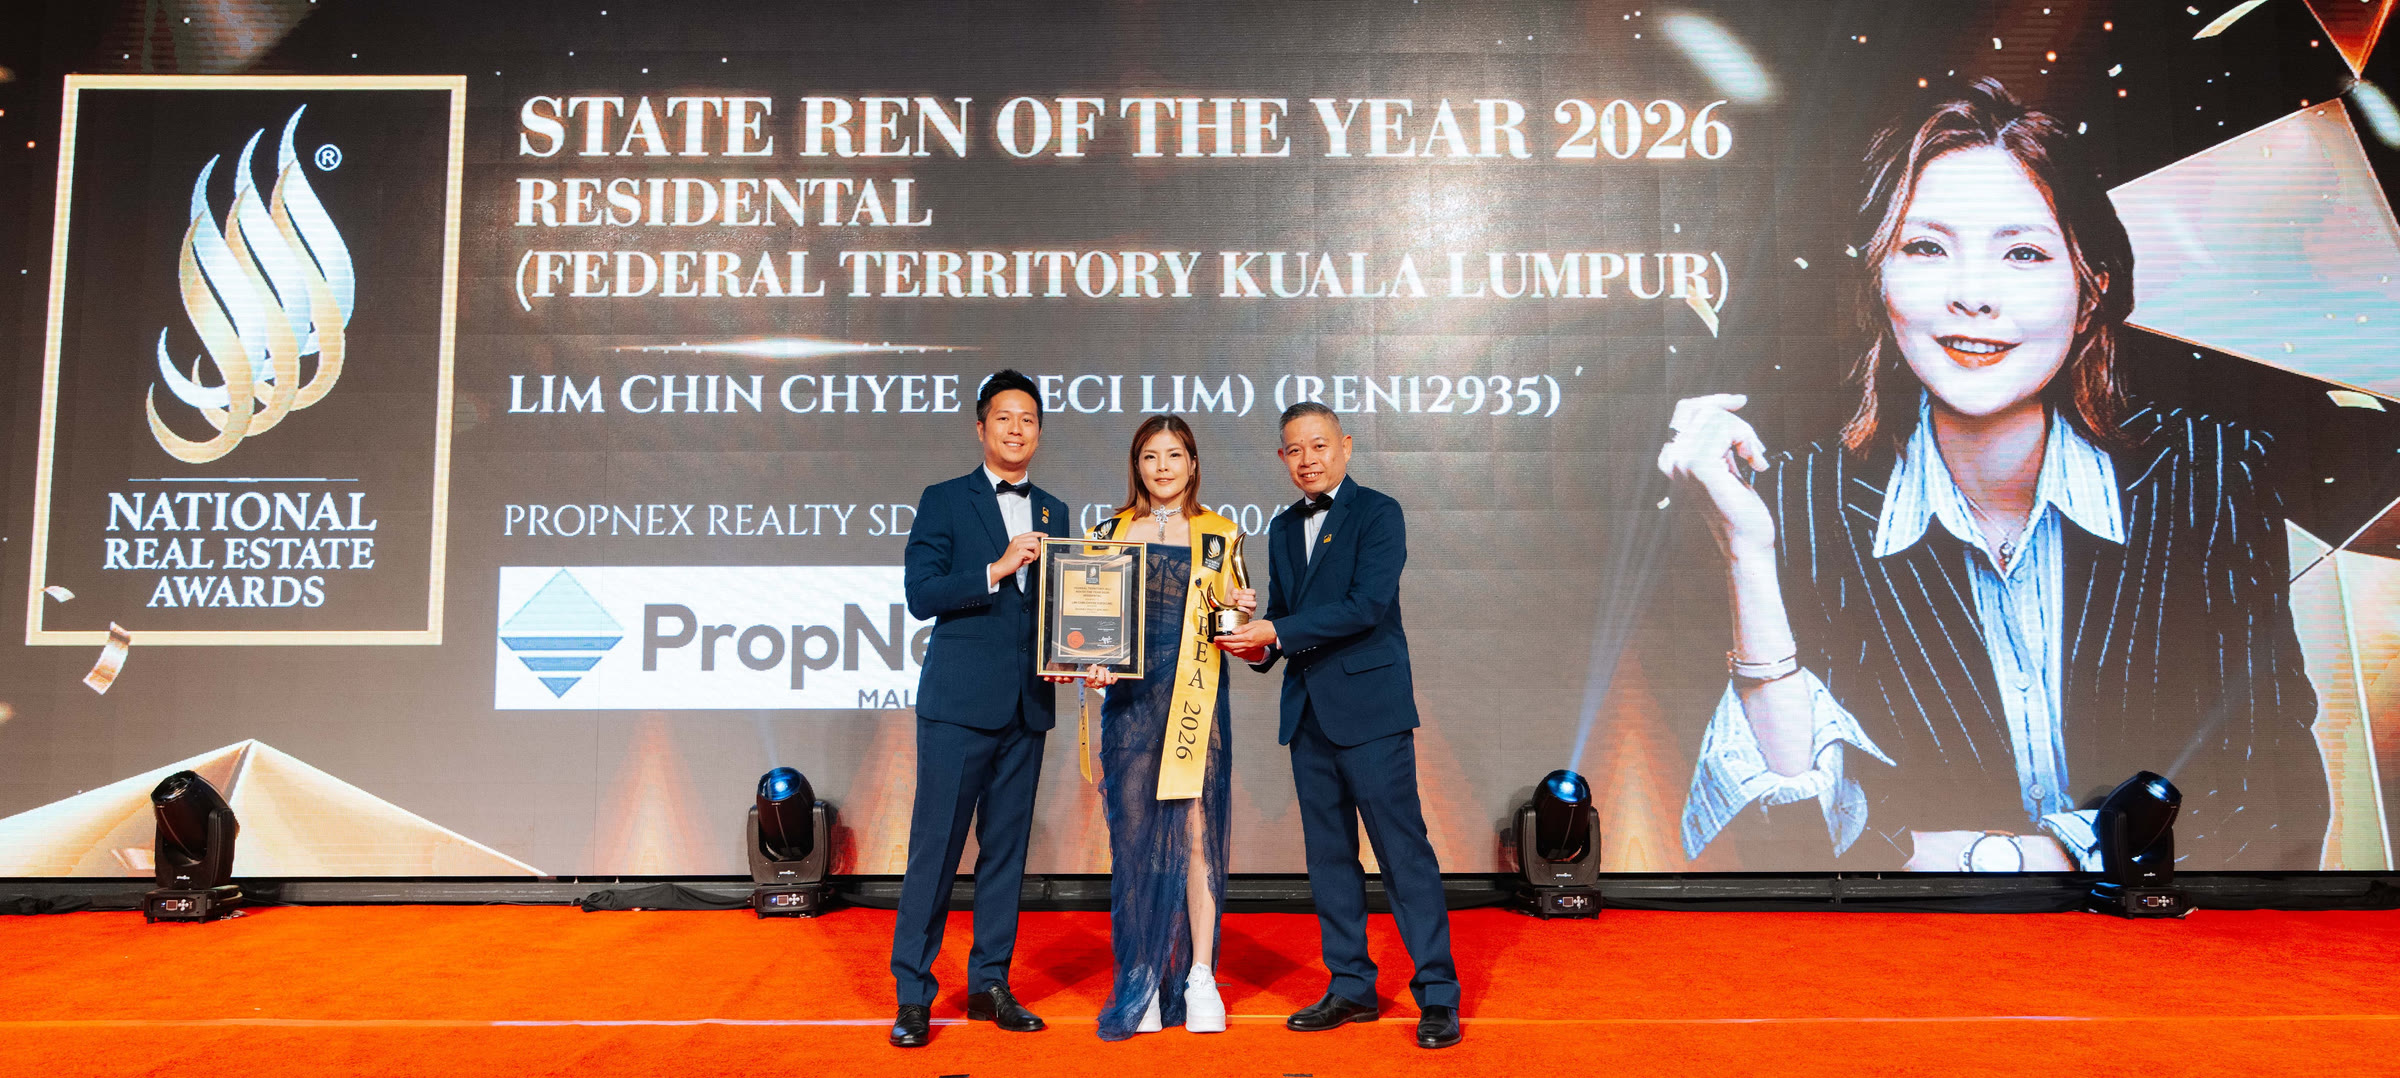 ®
NATIONAL
REAL ESTATE
AWARDS
STATE REN OF THE YEAR 2026
RESIDENTAL
(FEDERAL TERRITORY KUALA LUMPUR)
LIM CHIN CHYEE ECI LIM) (REN12935)
PROPNEX REALTY SD
PropNe
MAL
NREA 2026